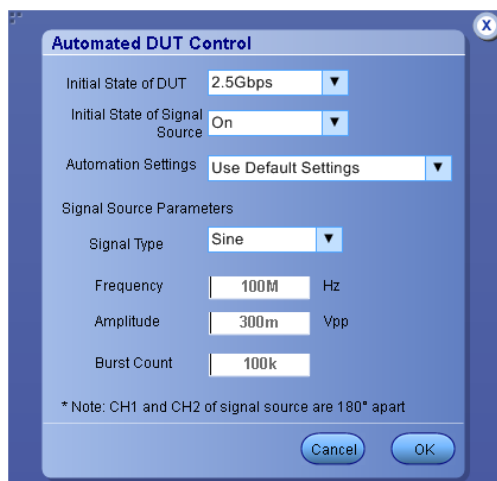 X
Automated DUT Control
Initial State of DUT 2.5Gbps
Initial State of Signal Source On
Automation Settings Use Default Settings
Signal Source Parameters
Signal Type Sine
Frequency 100M Hz
Amplitude 300m Vpp
Burst Count 100k
* Note: CH1 and CH2 of signal source are 180° apart
Cancel OK